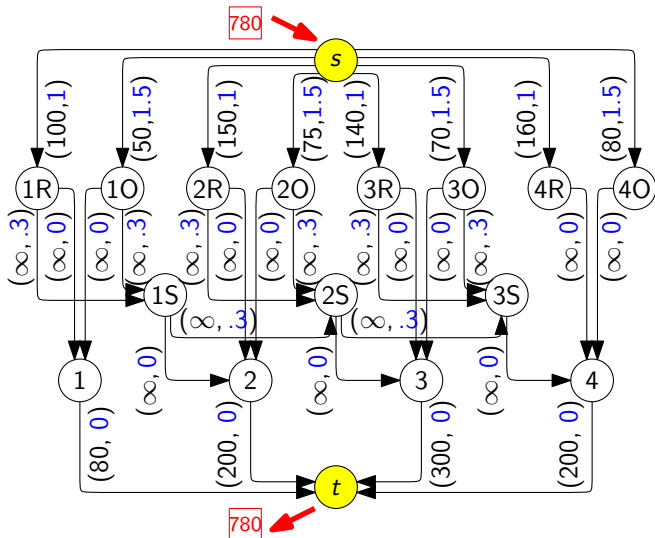 780
s
(100,1)
(50,1.5)
(150,1)
(75,1.5)
(140,1)
(70,1.5)
(160,1)
(80,1.5)
1R
1O
2R
2O
3R
3O
4R
4O
(∞, .3)
(∞, 0)
(∞, 0)
(∞, .3)
(∞, .3)
(∞, 0)
(∞, 0)
(∞, .3)
(∞, .3)
(∞, 0)
(∞, 0)
(∞, .3)
(∞, 0)
(∞, 0)
1S
2S
3S
(∞, .3)
(∞, .3)
(∞, 0)
(∞, 0)
(∞, 0)
1
2
3
4
(80, 0)
(200, 0)
(300, 0)
(200, 0)
t
780